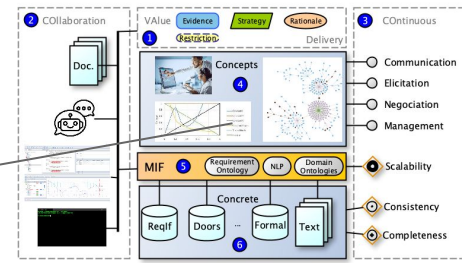 2 COllaboration
VAlue
Evidence
Strategy
Rationale
1
Restriction
Delivery
3 COntinuous
Doc.
Concepts
4
Communication
Elicitation
Negociation
Management
MIF
5
Requirement
Ontology
NLP
Domain
Ontologies
Scalability
Concrete
ReqIf
Doors
...
Formal
Text
6
Consistency
Completeness